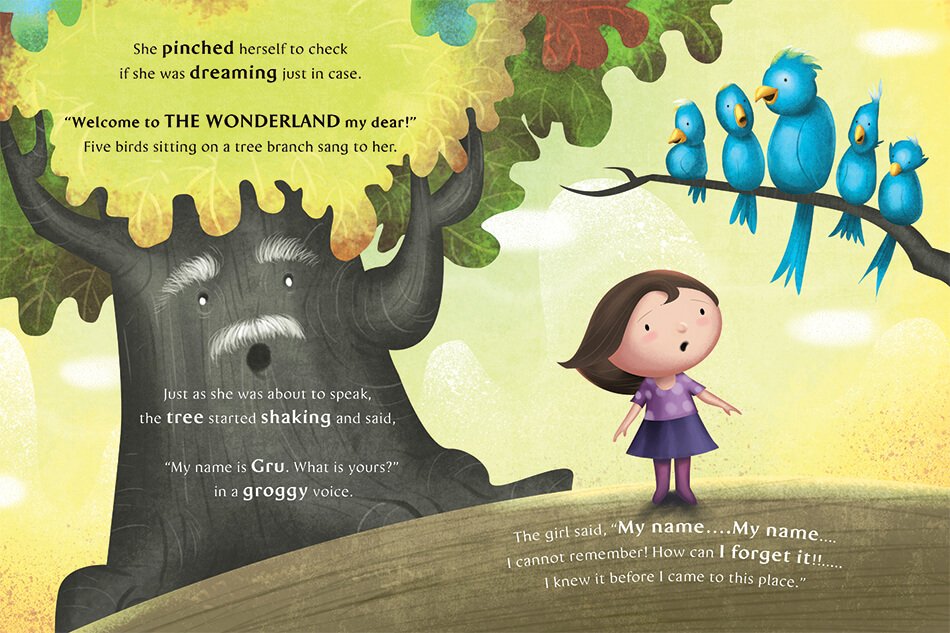 She pinched herself to check
if she was dreaming just in case.
“Welcome to THE WONDERLAND my dear!”
Five birds sitting on a tree branch sang to her.
Just as she was about to speak,
the tree started shaking and said,
“My name is Gru. What is yours?”
in a groggy voice.
The girl said, “My name....My name....
I cannot remember! How can I forget it!!.....
I knew it before I came to this place.”